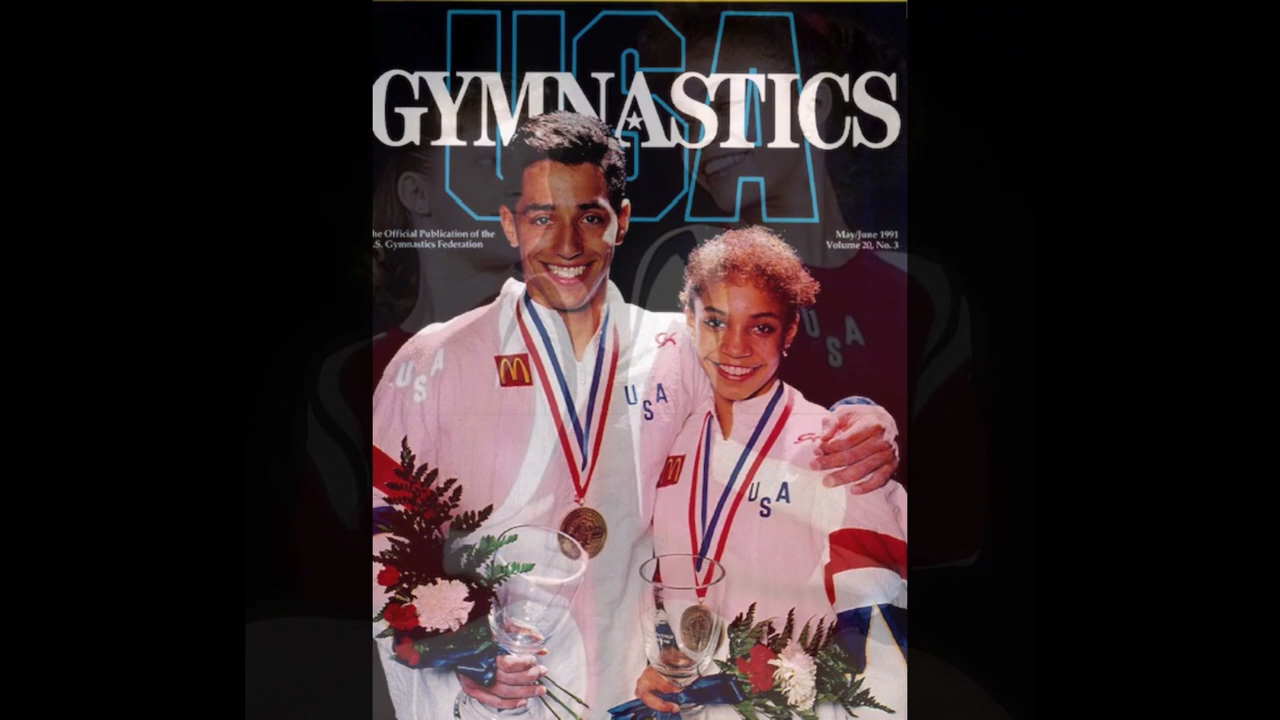 USA
GYMNASTICS
he Official Publication of the
.S. Gymnastics Federation
May/June 1991
Volume 20, No. 3
USA
USA
USA
USA
GK